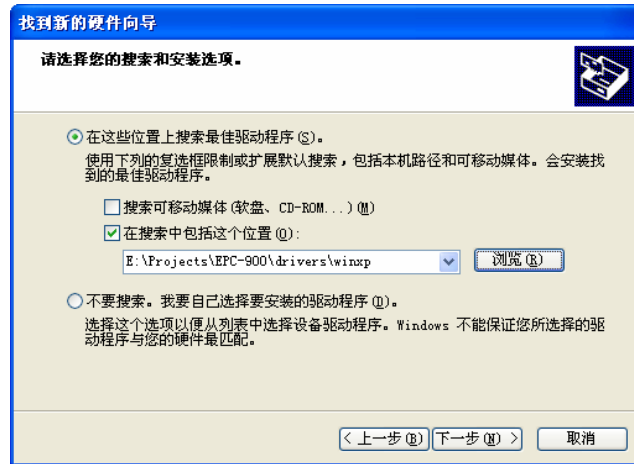 找到新的硬件向导
请选择您的搜索和安装选项。
在这些位置上搜索最佳驱动程序(S)。
使用下列的复选框限制或扩展默认搜索，包括本机路径和可移动媒体。会安装找
到的最佳驱动程序。
搜索可移动媒体(软盘、CD-ROM...)(M)
在搜索中包括这个位置(O):
E:\Projects\EPC-900\drivers\winxp
浏览(R)
不要搜索。我要自己选择要安装的驱动程序(D)。
选择这个选项以便从列表中选择设备驱动程序。Windows 不能保证您所选择的驱
动程序与您的硬件最匹配。
< 上一步(B) 下一步(N) > 取消